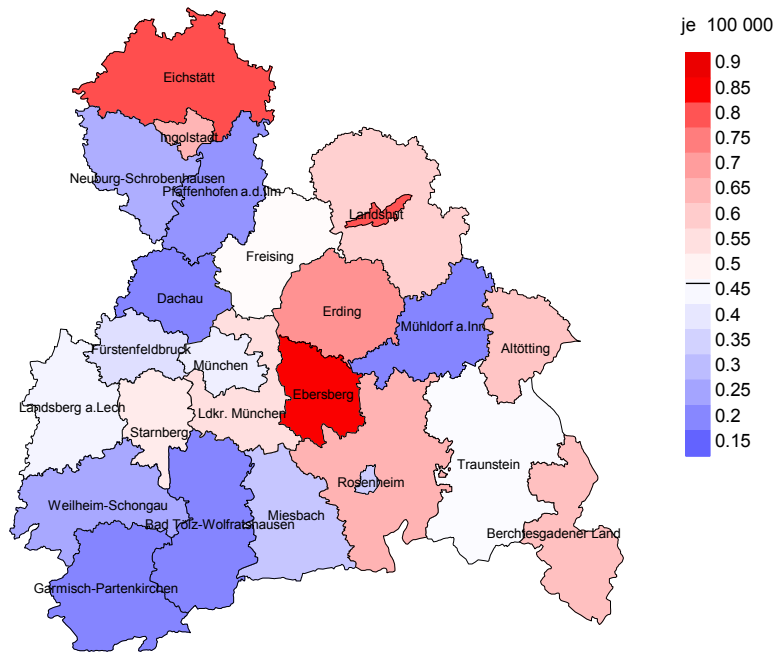 je 100 000
0.9
0.85
0.8
0.75
0.7
0.65
0.6
0.55
0.5
0.45
0.4
0.35
0.3
0.25
0.2
0.15
Eichstätt
Ingolstadt
Neuburg-Schrobenhausen
Pfaffenhofen a.d.Ilm
Landshut
Freising
Dachau
Erding
Mühldorf a.Inn
Altötting
Fürstenfeldbruck
München
Ebersberg
Landsberg a.Lech
Ldkr. München
Starnberg
Traunstein
Rosenheim
Weilheim-Schongau
Miesbach
Bad Tölz-Wolfratshausen
Berchtesgadener Land
Garmisch-Partenkirchen